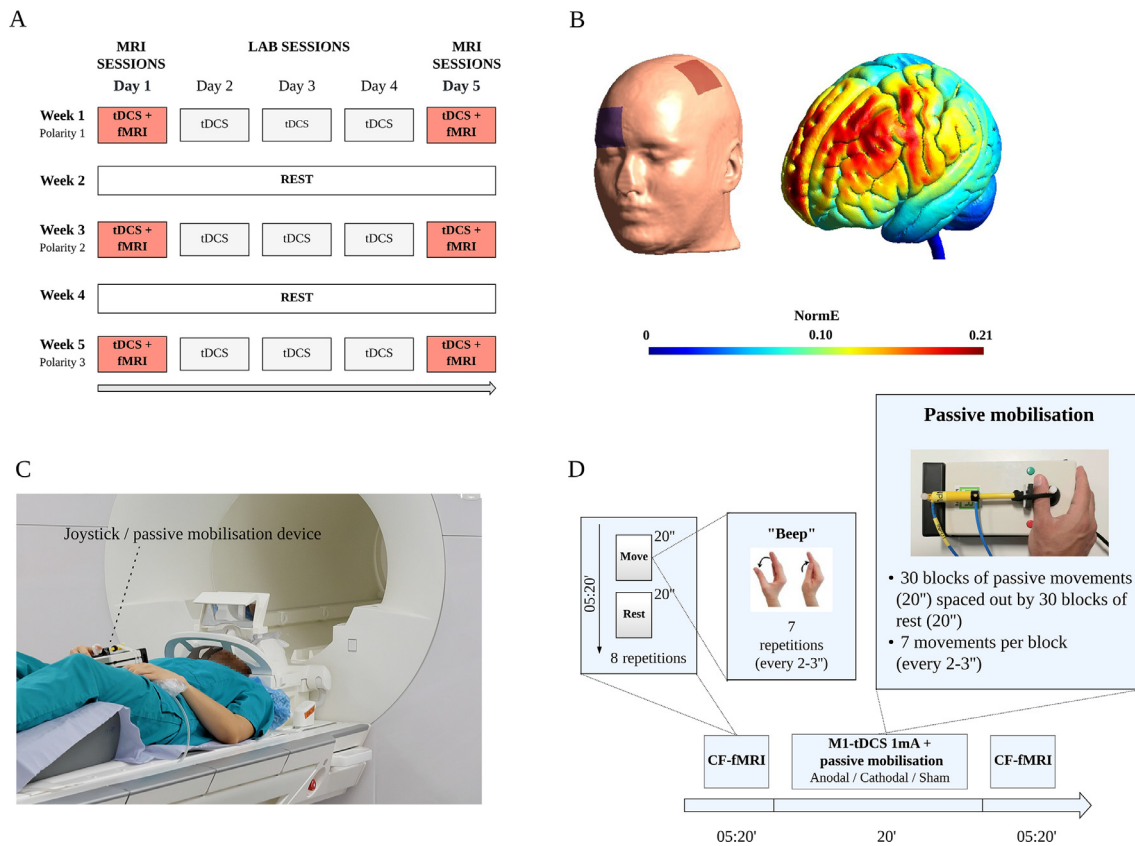 A
MRI SESSIONS
LAB SESSIONS
MRI SESSIONS
Day 1
Day 2
Day 3
Day 4
Day 5
Week 1
Polarity 1
tDCS + fMRI
tDCS
tDCS
tDCS
tDCS + fMRI
Week 2
REST
Week 3
Polarity 2
tDCS + fMRI
tDCS
tDCS
tDCS
tDCS + fMRI
Week 4
REST
Week 5
Polarity 3
tDCS + fMRI
tDCS
tDCS
tDCS
tDCS + fMRI
B
NormE
0
0.10
0.21
C
Joystick / passive mobilisation device
D
05:20'
Move
20"
Rest
20"
8 repetitions
"Beep"
7
repetitions
(every 2-3")
Passive mobilisation
• 30 blocks of passive movements
(20") spaced out by 30 blocks of
rest (20")
• 7 movements per block
(every 2-3")
CF-fMRI
M1-tDCS 1mA +
passive mobilisation
Anodal / Cathodal / Sham
CF-fMRI
05:20'
20'
05:20'